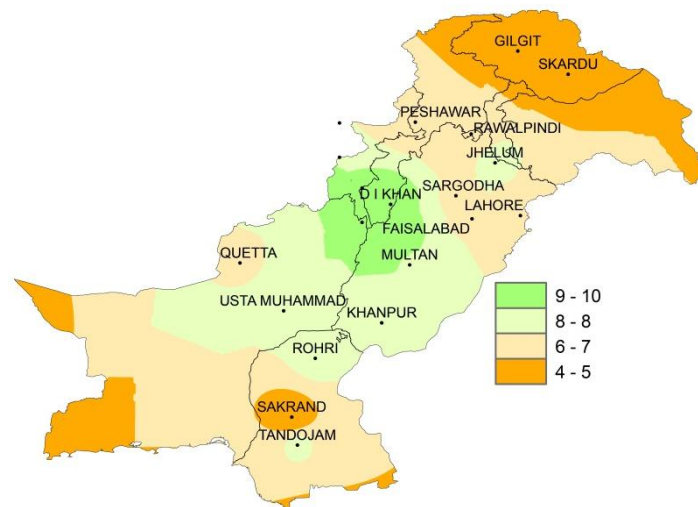 GILGIT
SKARDU
PESHAWAR
RAWALPINDI
JHELUM
D I KHAN
SARGODHA
LAHORE
FAISALABAD
QUETTA
MULTAN
USTA MUHAMMAD
KHANPUR
ROHRI
SAKRAND
TANDOJAM
9 - 10
8 - 8
6 - 7
4 - 5